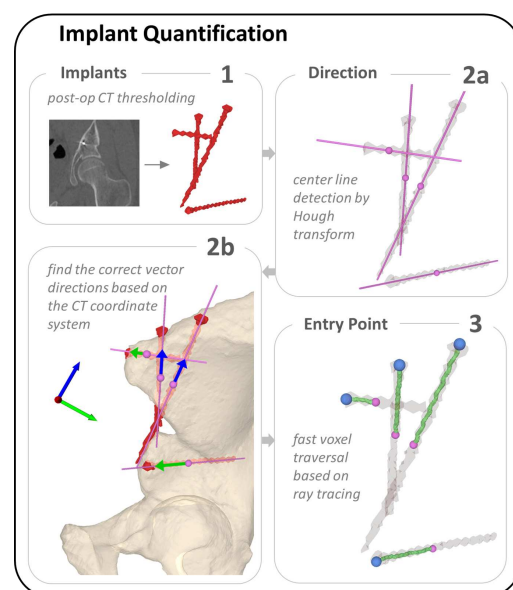 Implant Quantification
Implants 1
post-op CT thresholding
Direction 2a
center line
detection by
Hough
transform
2b
find the correct vector
directions based on
the CT coordinate
system
Entry Point 3
fast voxel
traversal
based on
ray tracing